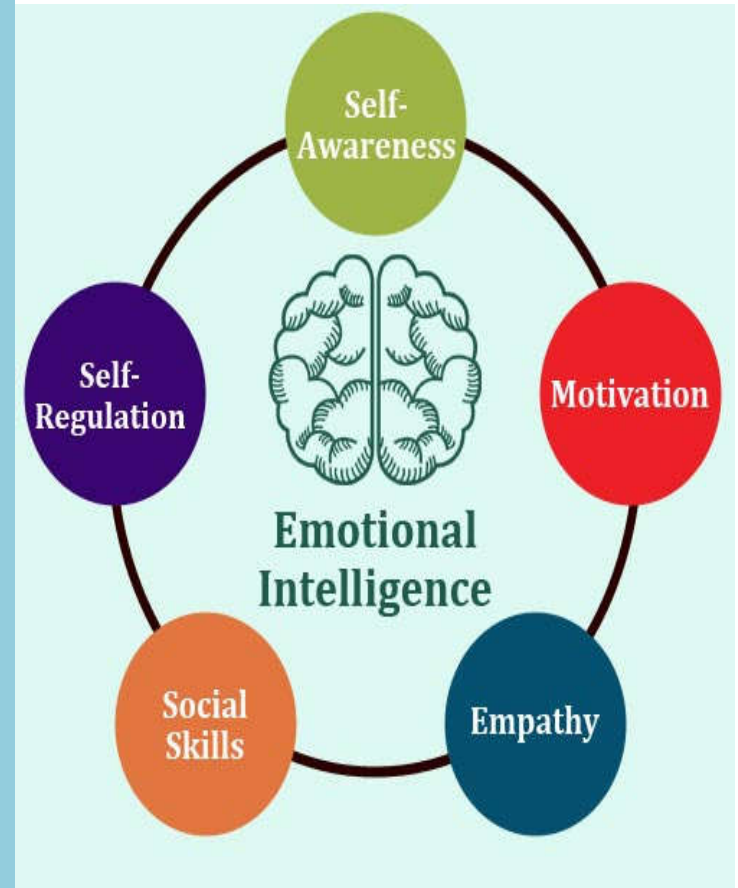 Self-
Awareness
Self-
Regulation
Motivation
Emotional
Intelligence
Social
Skills
Empathy